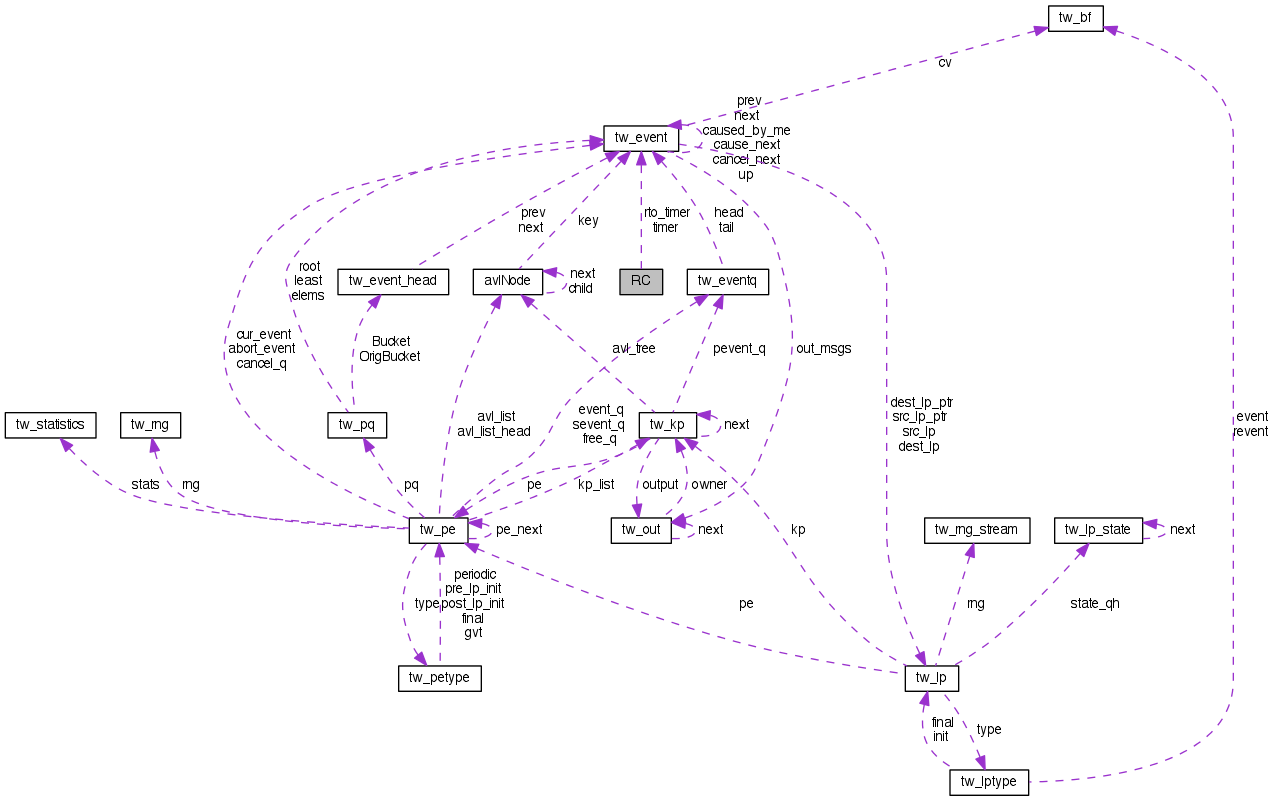 tw_bf
cv
prev
next
caused_by_me
cause_next
cancel_next
up
tw_event
prev
next
key
rto_timer
timer
head
tail
tw_event_head
avlNode
next
child
RC
tw_eventq
root
least
elems
cur_event
abort_event
cancel_q
Bucket
OrigBucket
avl_tree
pevent_q
out_msgs
dest_lp_ptr
src_lp_ptr
src_lp
dest_lp
event
revent
tw_statistics
tw_rng
tw_pq
avl_list
avl_list_head
event_q
sevent_q
free_q
tw_kp
next
stats
rng
pq
pe
kp_list
output
owner
kp
tw_pe
pe_next
tw_out
next
tw_rng_stream
tw_lp_state
next
type
periodic
pre_lp_init
post_lp_init
final
gvt
pe
rng
state_qh
tw_petype
tw_lp
final
init
type
tw_lptype